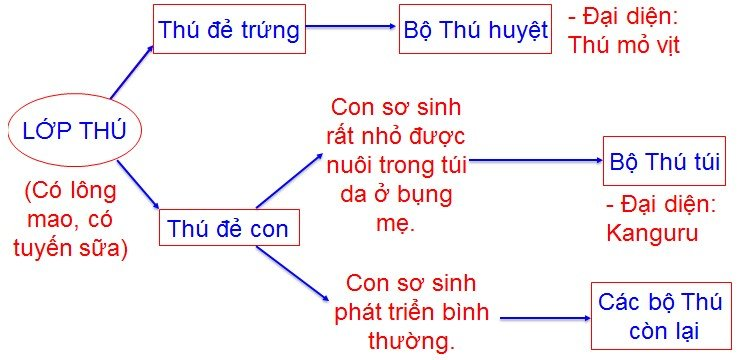 LỚP THÚ
(Có lông
mao, có
tuyến sữa)
Thú đẻ trứng
Bộ Thú huyệt
- Đại diện:
Thú mỏ vịt
Thú đẻ con
Con sơ sinh
rất nhỏ được
nuôi trong túi
da ở bụng
mẹ.
Bộ Thú túi
- Đại diện:
Kanguru
Con sơ sinh
phát triển bình
thường.
Các bộ Thú
còn lại